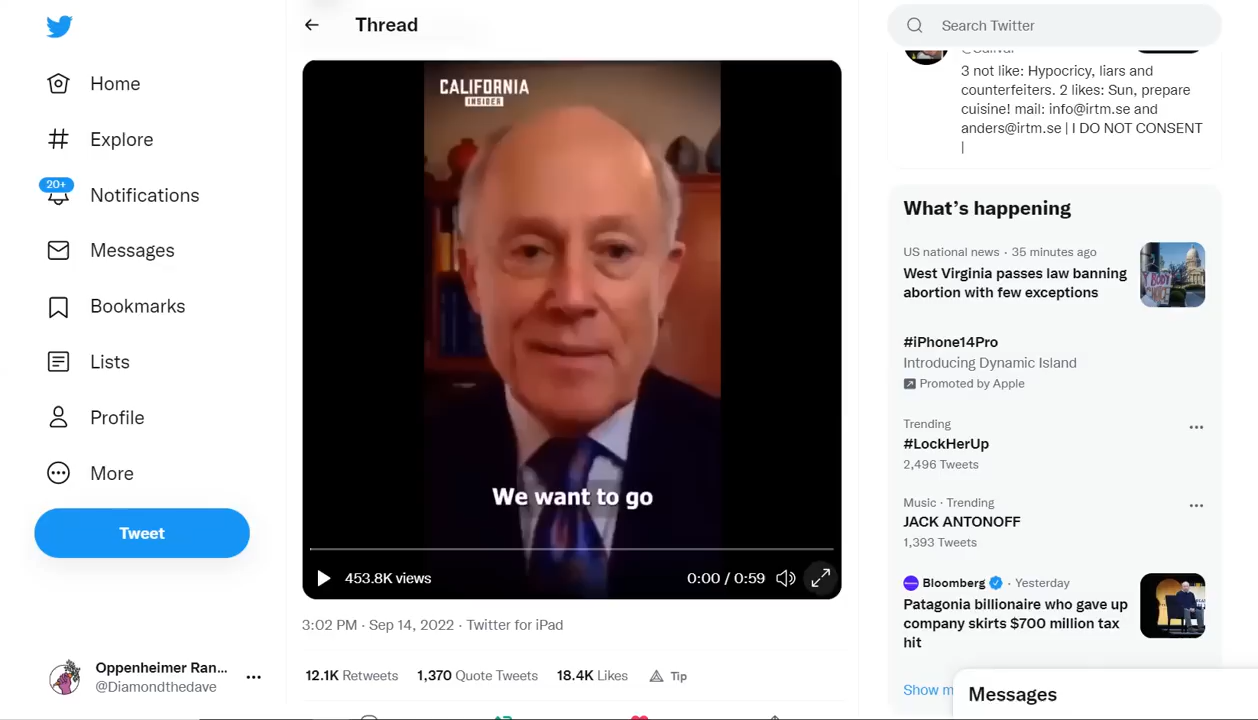 Thread
Home
Explore
20+
Notifications
Messages
Bookmarks
Lists
Profile
More
Tweet
Oppenheimer Ran...
@Diamondthedave
CALIFORNIA
INSIDER
We want to go
453.8K views
0:00 / 0:59
3:02 PM · Sep 14, 2022 · Twitter for iPad
12.1K Retweets 1,370 Quote Tweets 18.4K Likes Tip
Search Twitter
3 not like: Hypocricy, liars and
counterfeiters. 2 likes: Sun, prepare
cuisine! mail: info@irtm.se and
anders@irtm.se | I DO NOT CONSENT
|
What's happening
US national news · 35 minutes ago
West Virginia passes law banning
abortion with few exceptions
#iPhone14Pro
Introducing Dynamic Island
Promoted by Apple
Trending
#LockHerUp
2,496 Tweets
Music · Trending
JACK ANTONOFF
1,393 Tweets
Bloomberg · Yesterday
Patagonia billionaire who gave up
company skirts $700 million tax
hit
Show m
Messages